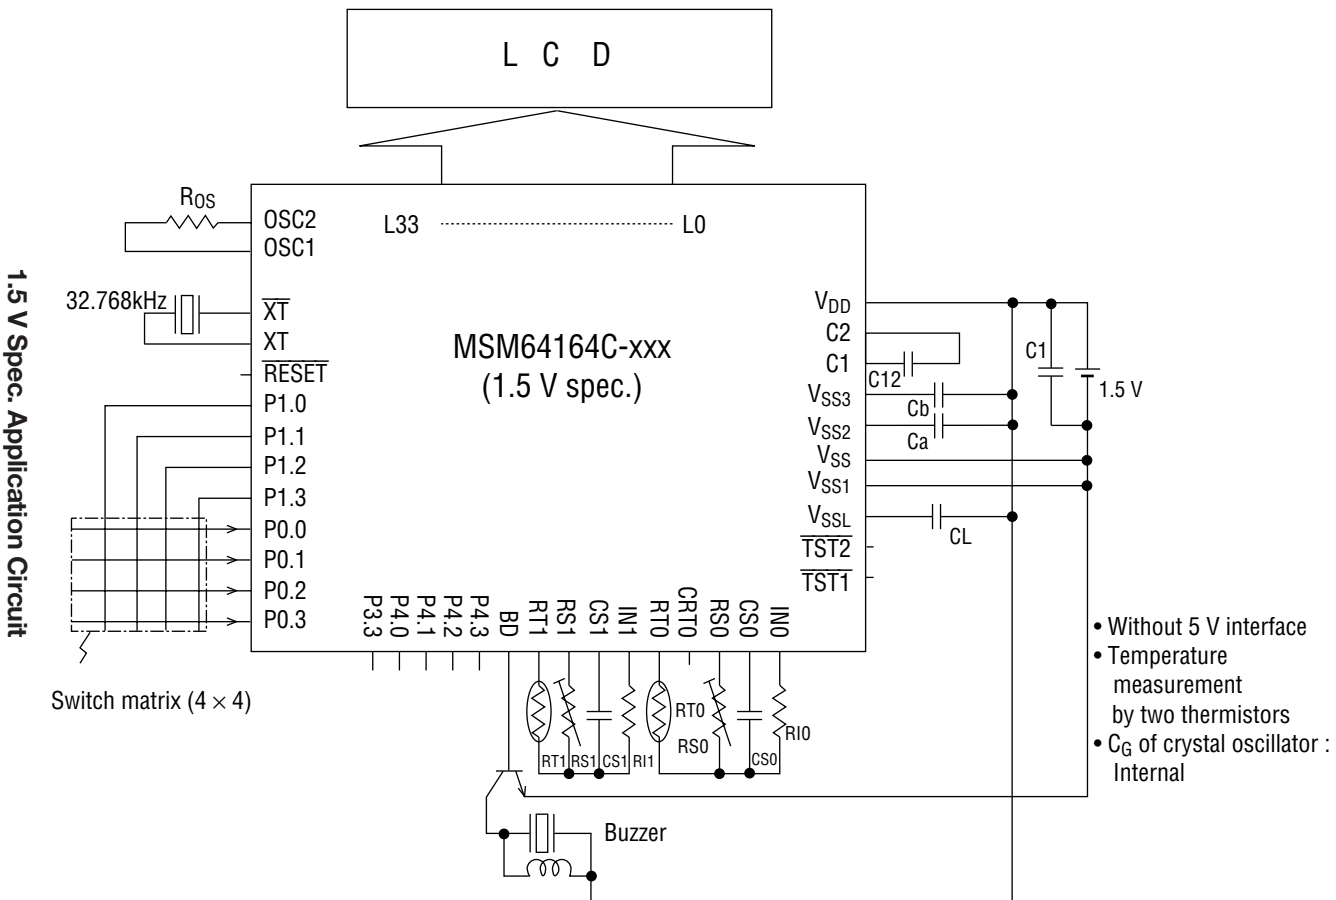 L C D
1.5 V Spec. Application Circuit
ROS
OSC2
OSC1
L33
L0
32.768kHz
XT
XT
RESET
P1.0
P1.1
P1.2
P1.3
P0.0
P0.1
P0.2
P0.3
Switch matrix (4 × 4)
MSM64164C-xxx
(1.5 V spec.)
VDD
C2
C1
C12
VSS3
Cb
VSS2
Ca
VSS
VSS1
VSSL
CL
TST2
TST1
C1
1.5 V
P3.3
P4.0
P4.1
P4.2
P4.3
BD
RT1
RS1
CS1
IN1
RT0
CRT0
RS0
CS0
IN0
RT1
RS1
CS1
RI1
RT0
RS0
CS0
RI0
Buzzer
• Without 5 V interface
• Temperature
measurement
by two thermistors
• CG of crystal oscillator :
Internal